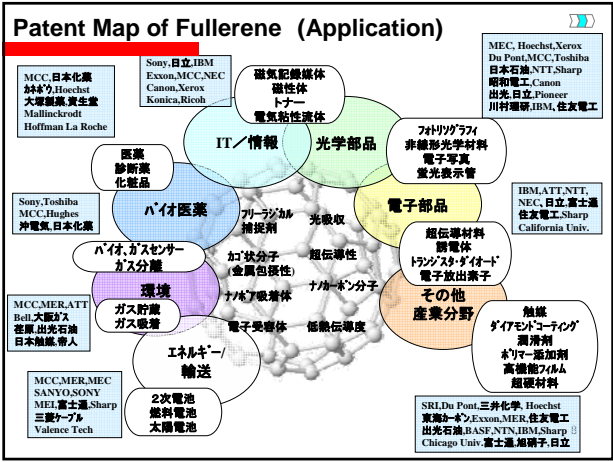 Patent Map of Fullerene (Application)
MCC,日本化薬
カネボウ,Hoechst
大塚製薬,資生堂
Mallinckrodt
Hoffman La Roche
Sony,日立,IBM
Exxon,MCC,NEC
Canon,Xerox
Konica,Ricoh
磁気記録媒体
磁性体
トナー
電気粘性流体
MEC, Hoechst,Xerox
Du Pont,MCC,Toshiba
日本石油,NTT,Sharp
昭和電工,Canon
出光,日立,Pioneer
川村理研,IBM,住友電工
IT/情報
光学部品
フォトリソグラフィ
非線形光学材料
電子写真
蛍光表示管
医薬
診断薬
化粧品
Sony,Toshiba
MCC,Hughes
沖電気,日本化薬
バイオ医薬
フリーラジカル
捕捉剤
光吸収
電子部品
IBM,ATT,NTT,
NEC,日立,富士通
住友電工,Sharp
California Univ.
バイオ、ガスセンサー
ガス分離
カゴ状分子
(金属包摂性)
超伝導性
超伝導材料
誘電体
トランジスタ・ダイオード
電子放出素子
環境
ナノポア吸着体
ナノカーボン分子
その他
産業分野
MCC,MER,ATT
Bell,大阪ガス
荏原,出光石油
日本触媒,帝人
ガス貯蔵
ガス吸着
電子受容体
低熱伝導度
触媒
ダイアモンドコーティング
潤滑剤
ポリマー添加剤
高機能フィルム
超硬材料
エネルギー/
輸送
MCC,MER,MEC
SANYO,SONY
MEI,富士通,Sharp
三菱ケーブル
Valence Tech
2次電池
燃料電池
太陽電池
SRI,Du Pont,三井化学, Hoechst
東海カーボン,Exxon,MER,住友電工
出光石油,BASF,NTN,IBM,Sharp
Chicago Univ.富士通,旭硝子,日立
8